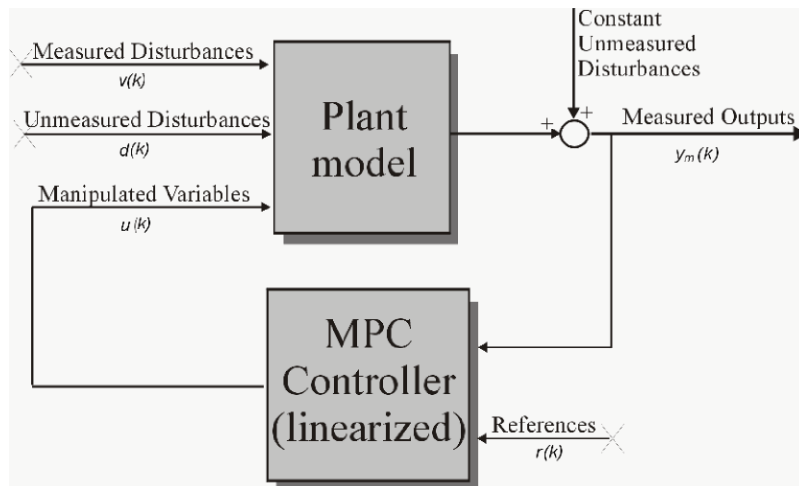 Constant
Unmeasured
Disturbances
Measured Disturbances
v(k)
Unmeasured Disturbances
d(k)
Manipulated Variables
u(k)
Plant
model
+
+
Measured Outputs
ym(k)
MPC
Controller
(linearized)
References
r(k)